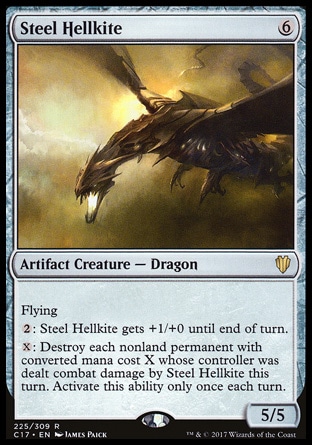 Steel Hellkite 6
Artifact Creature — Dragon
Flying
2: Steel Hellkite gets +1/+0 until end of turn.
X: Destroy each nonland permanent with
converted mana cost X whose controller was
dealt combat damage by Steel Hellkite this
turn. Activate this ability only once each turn.
5/5
225/309 R
C17 • EN JAMES PAICK
™ & © 2017 Wizards of the Coast